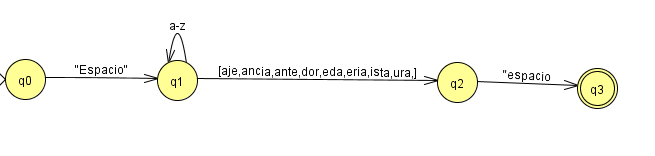 a-z
q0 "Espacio" q1 [aje,ancia,ante,dor,eda,eria,ista,ura,] q2 "espacio q3